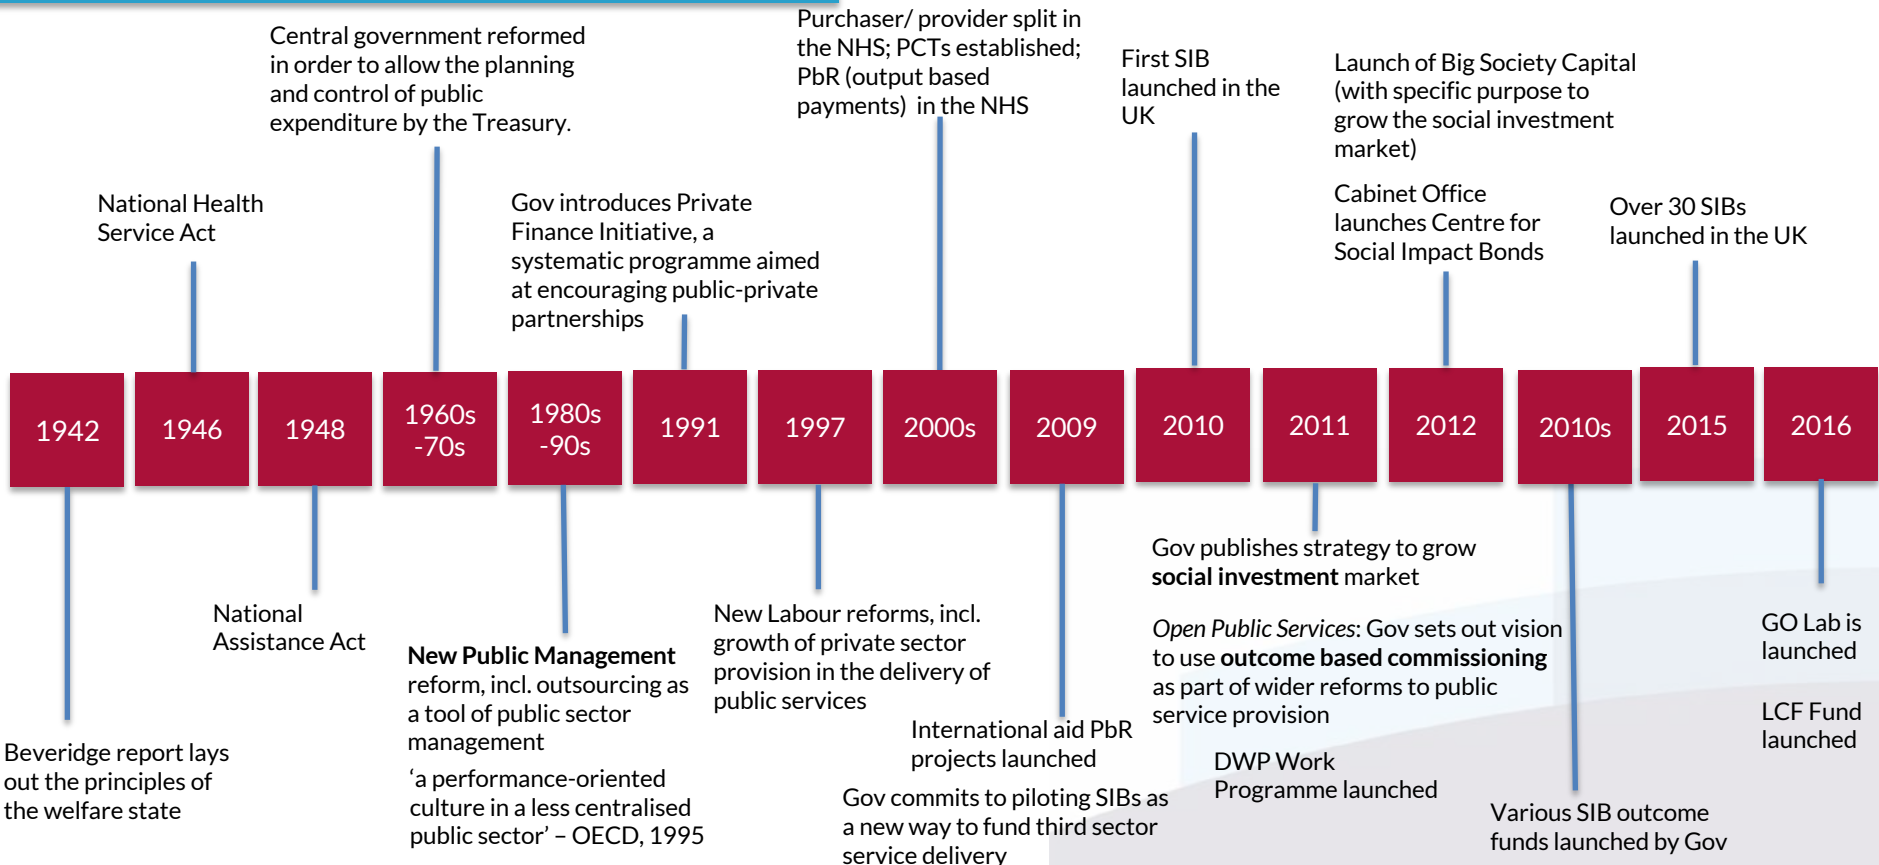 Central government reformed
in order to allow the planning
and control of public
expenditure by the Treasury.
Purchaser/ provider split in
the NHS; PCTs established;
PbR (output based
payments) in the NHS
First SIB
launched in the
UK
Launch of Big Society Capital
(with specific purpose to
grow the social investment
market)
Cabinet Office
launches Centre for
Social Impact Bonds
National Health
Service Act
Gov introduces Private
Finance Initiative, a
systematic programme aimed
at encouraging public-private
partnerships
Over 30 SIBs
launched in the UK
1942
1946
1948
1960s
-70s
1980s
-90s
1991
1997
2000s
2009
2010
2011
2012
2010s
2015
2016
Beveridge report lays
out the principles of
the welfare state
National
Assistance Act
New Public Management
reform, incl. outsourcing as
a tool of public sector
management
‘a performance-oriented
culture in a less centralised
public sector’ – OECD, 1995
New Labour reforms, incl.
growth of private sector
provision in the delivery of
public services
International aid PbR
projects launched
Gov commits to piloting SIBs as
a new way to fund third sector
service delivery
Gov publishes strategy to grow
social investment market
Open Public Services: Gov sets out vision
to use outcome based commissioning
as part of wider reforms to public
service provision
DWP Work
Programme launched
Various SIB outcome
funds launched by Gov
GO Lab is
launched
LCF Fund
launched